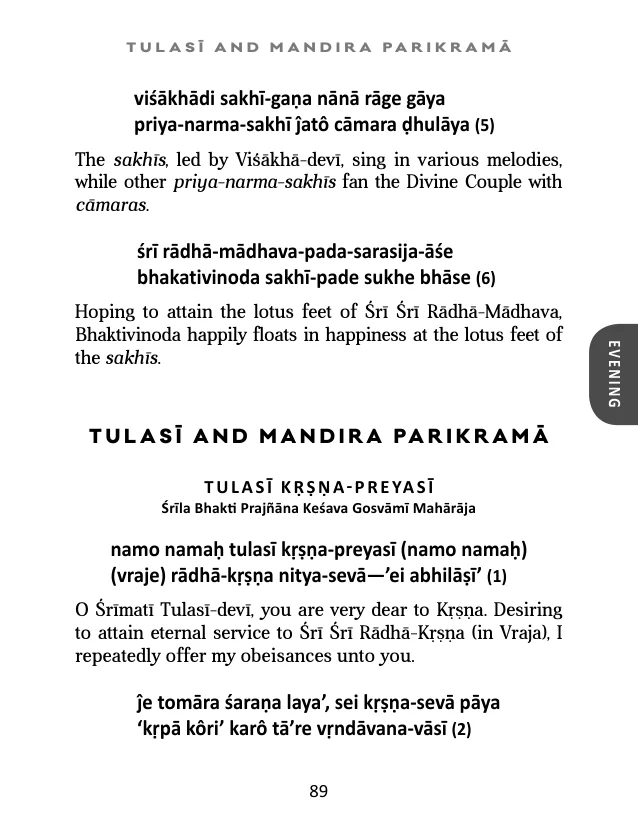 TULASĪ AND MANDIRA PARIKRAMĀ
viśākhādi sakhī-gaṇa nānā rāge gāya
priya-narma-sakhī ĵatô cāmara ḍhulāya (5)
The sakhīs, led by Viśākhā-devī, sing in various melodies,
while other priya-narma-sakhīs fan the Divine Couple with
cāmaras.
śrī rādhā-mādhava-pada-sarasija-āśe
bhakativinoda sakhī-pade sukhe bhāse (6)
Hoping to attain the lotus feet of Śrī Śrī Rādhā-Mādhava,
Bhaktivinoda happily floats in happiness at the lotus feet of
the sakhīs.
EVENING
TULASĪ AND MANDIRA PARIKRAMĀ
TULASĪ KṚṢṆA-PREYASĪ
Śrīla Bhakti Prajñāna Keśava Gosvāmī Mahārāja
namo namaḥ tulasī kṛṣṇa-preyasī (namo namaḥ)
(vraje) rādhā-kṛṣṇa nitya-sevā—’ei abhilāṣī’ (1)
O Śrīmatī Tulasī-devī, you are very dear to Kṛṣṇa. Desiring
to attain eternal service to Śrī Śrī Rādhā-Kṛṣṇa (in Vraja), I
repeatedly offer my obeisances unto you.
ĵe tomāra śaraṇa laya’, sei kṛṣṇa-sevā pāya
‘kṛpā kôri’ karô tā’re vṛndāvana-vāsī (2)
89